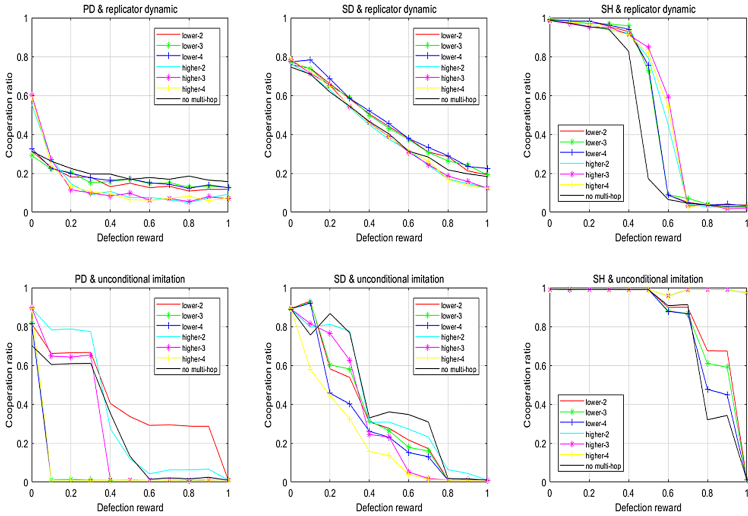 PD & replicator dynamic
SD & replicator dynamic
SH & replicator dynamic
Cooperation ratio
1
0.8
0.6
0.4
0.2
0
lower-2
lower-3
lower-4
higher-2
higher-3
higher-4
no multi-hop
0 0.2 0.4 0.6 0.8 1
Defection reward
Cooperation ratio
1
0.8
0.6
0.4
0.2
0
lower-2
lower-3
lower-4
higher-2
higher-3
higher-4
no multi-hop
0 0.2 0.4 0.6 0.8 1
Defection reward
Cooperation ratio
1
0.8
0.6
0.4
0.2
0
lower-2
lower-3
lower-4
higher-2
higher-3
higher-4
no multi-hop
0 0.2 0.4 0.6 0.8 1
Defection reward
PD & unconditional imitation
SD & unconditional imitation
SH & unconditional imitation
Cooperation ratio
1
0.8
0.6
0.4
0.2
0
lower-2
lower-3
lower-4
higher-2
higher-3
higher-4
no multi-hop
0 0.2 0.4 0.6 0.8 1
Defection reward
Cooperation ratio
1
0.8
0.6
0.4
0.2
0
lower-2
lower-3
lower-4
higher-2
higher-3
higher-4
no multi-hop
0 0.2 0.4 0.6 0.8 1
Defection reward
Cooperation ratio
1
0.8
0.6
0.4
0.2
0
lower-2
lower-3
lower-4
higher-2
higher-3
higher-4
no multi-hop
0 0.2 0.4 0.6 0.8 1
Defection reward